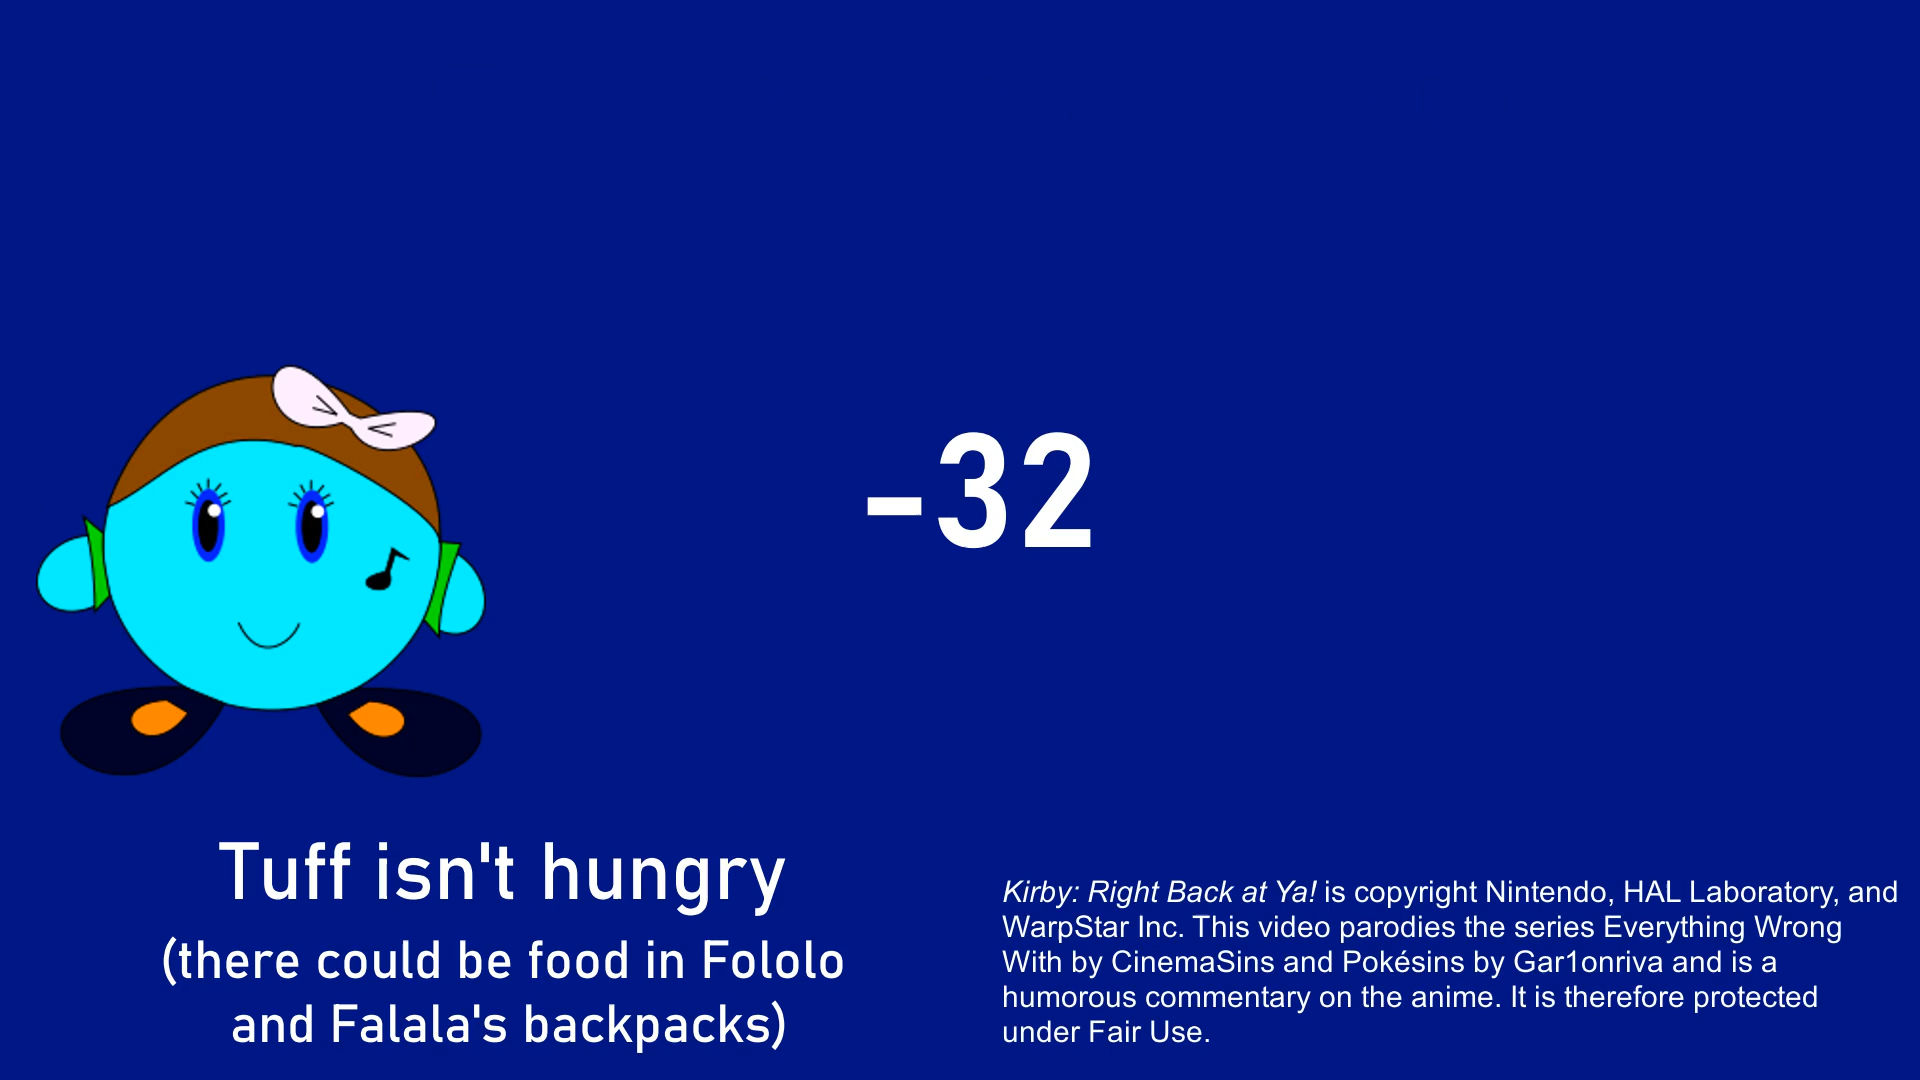 -32
Tuff isn't hungry
(there could be food in Fololo
and Falala's backpacks)
Kirby: Right Back at Ya! is copyright Nintendo, HAL Laboratory, and
WarpStar Inc. This video parodies the series Everything Wrong
With by CinemaSins and Pokésins by Gar1onriva and is a
humorous commentary on the anime. It is therefore protected
under Fair Use.